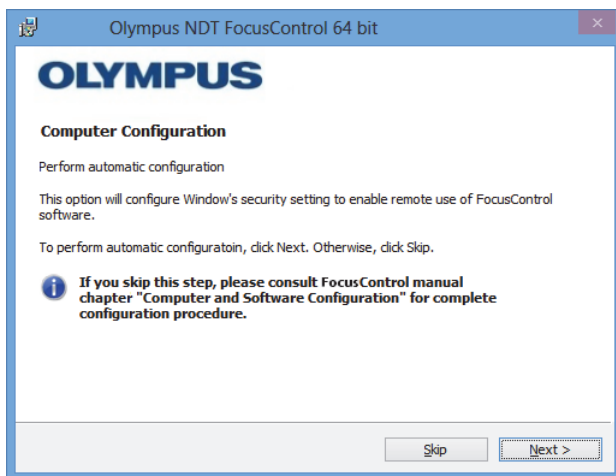 Olympus NDT FocusControl 64 bit
OLYMPUS
Computer Configuration
Perform automatic configuration
This option will configure Window's security setting to enable remote use of FocusControl
software.
To perform automatic configuratoin, click Next. Otherwise, click Skip.
If you skip this step, please consult FocusControl manual
chapter "Computer and Software Configuration" for complete
configuration procedure.
Skip
Next >